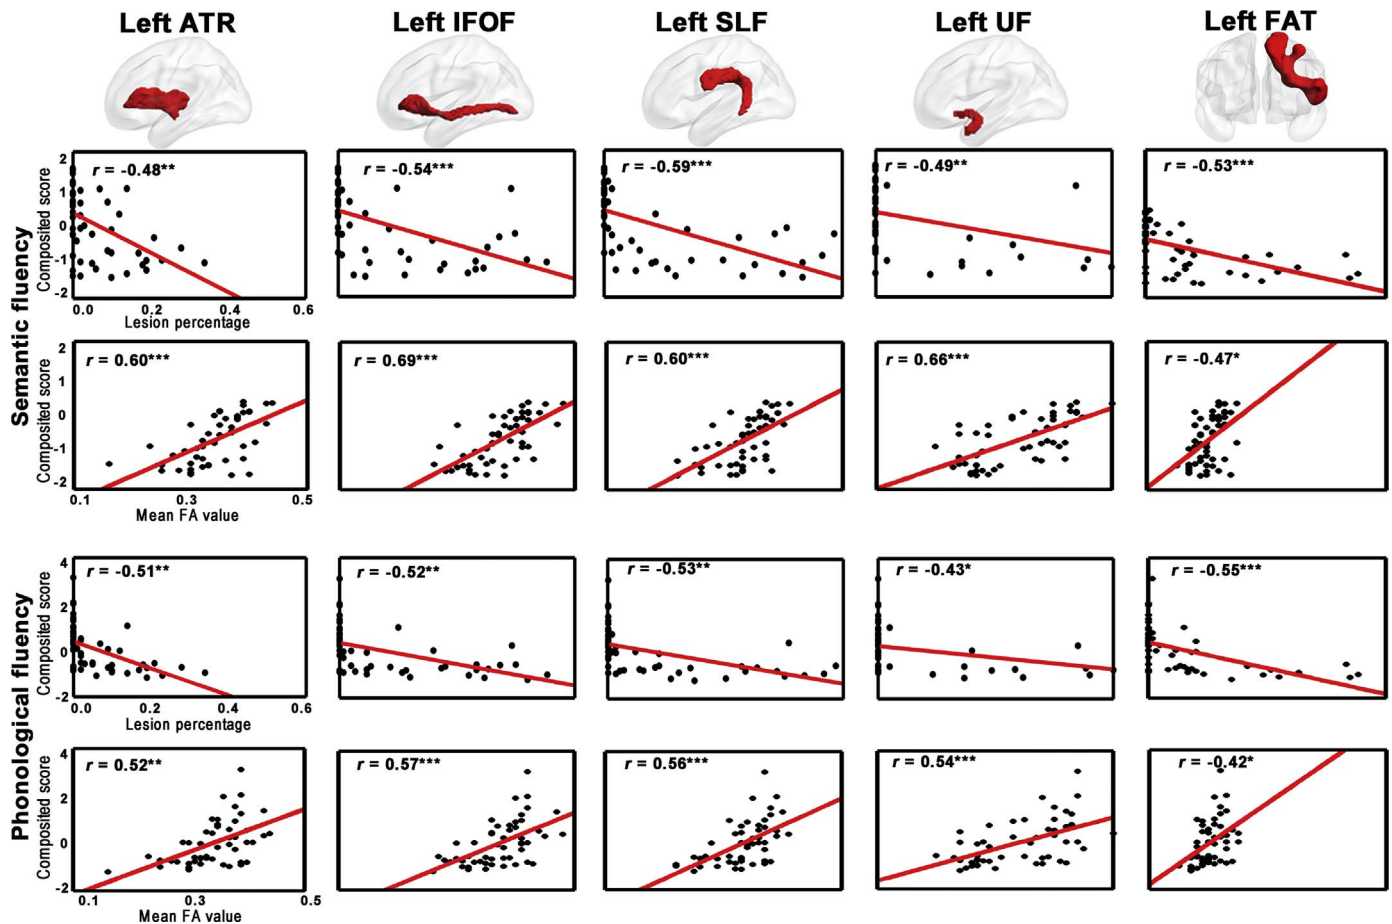 Left ATR Left IFOF Left SLF Left UF Left FAT
Semantic fluency
Composited score
2
1
0
-1
-2
r = -0.48** r = -0.54*** r = -0.59*** r = -0.49** r = -0.53***
0.0 0.2 0.4 0.6
Lesion percentage
Composited score
2
1
0
-1
-2
r = 0.60*** r = 0.69*** r = 0.60*** r = 0.66*** r = -0.47*
0.1 0.3 0.5
Mean FA value
Phonological fluency
Composited score
4
2
0
-2
r = -0.51** r = -0.52** r = -0.53** r = -0.43* r = -0.55***
0.0 0.2 0.4 0.6
Lesion percentage
Composited score
4
2
0
-2
r = 0.52** r = 0.57*** r = 0.56*** r = 0.54*** r = -0.42*
0.1 0.3 0.5
Mean FA value